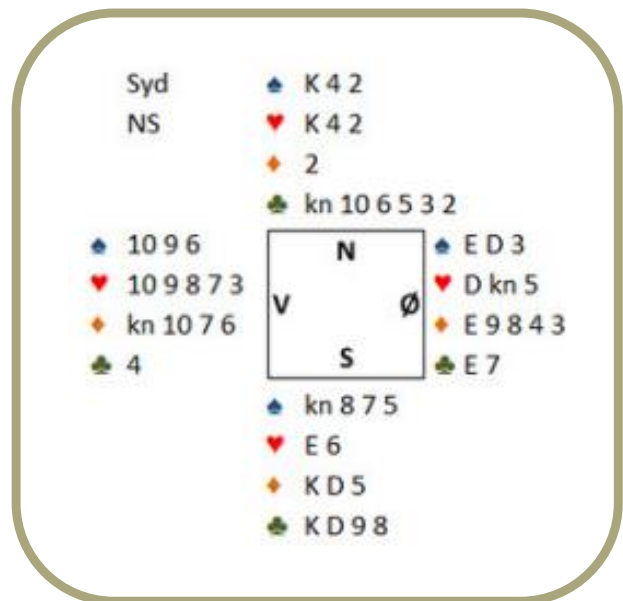 Syd ♠ K 4 2
NS ♥ K 4 2
♦ 2
♣ kn 10 6 5 3 2
♠ 10 9 6 N ♠ E D 3
♥ 10 9 8 7 3 ♥ D kn 5
♦ kn 10 7 6 V Ø ♦ E 9 8 4 3
♣ 4 S ♣ E 7
♠ kn 8 7 5
♥ E 6
♦ K D 5
♣ K D 9 8